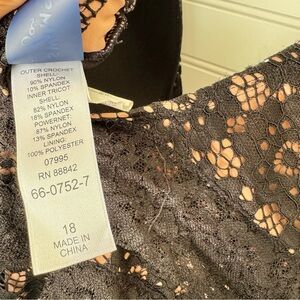 OUTER CROCHET
SHELL:
90% NYLON
10% SPANDEX
INNER TRICOT
SHELL:
82% NYLON
18% SPANDEX
POWERNET:
87% NYLON
13% SPANDEX
LINING:
100% POLYESTER
07995
RN 88842
66-0752-7
18
MADE IN
CHINA